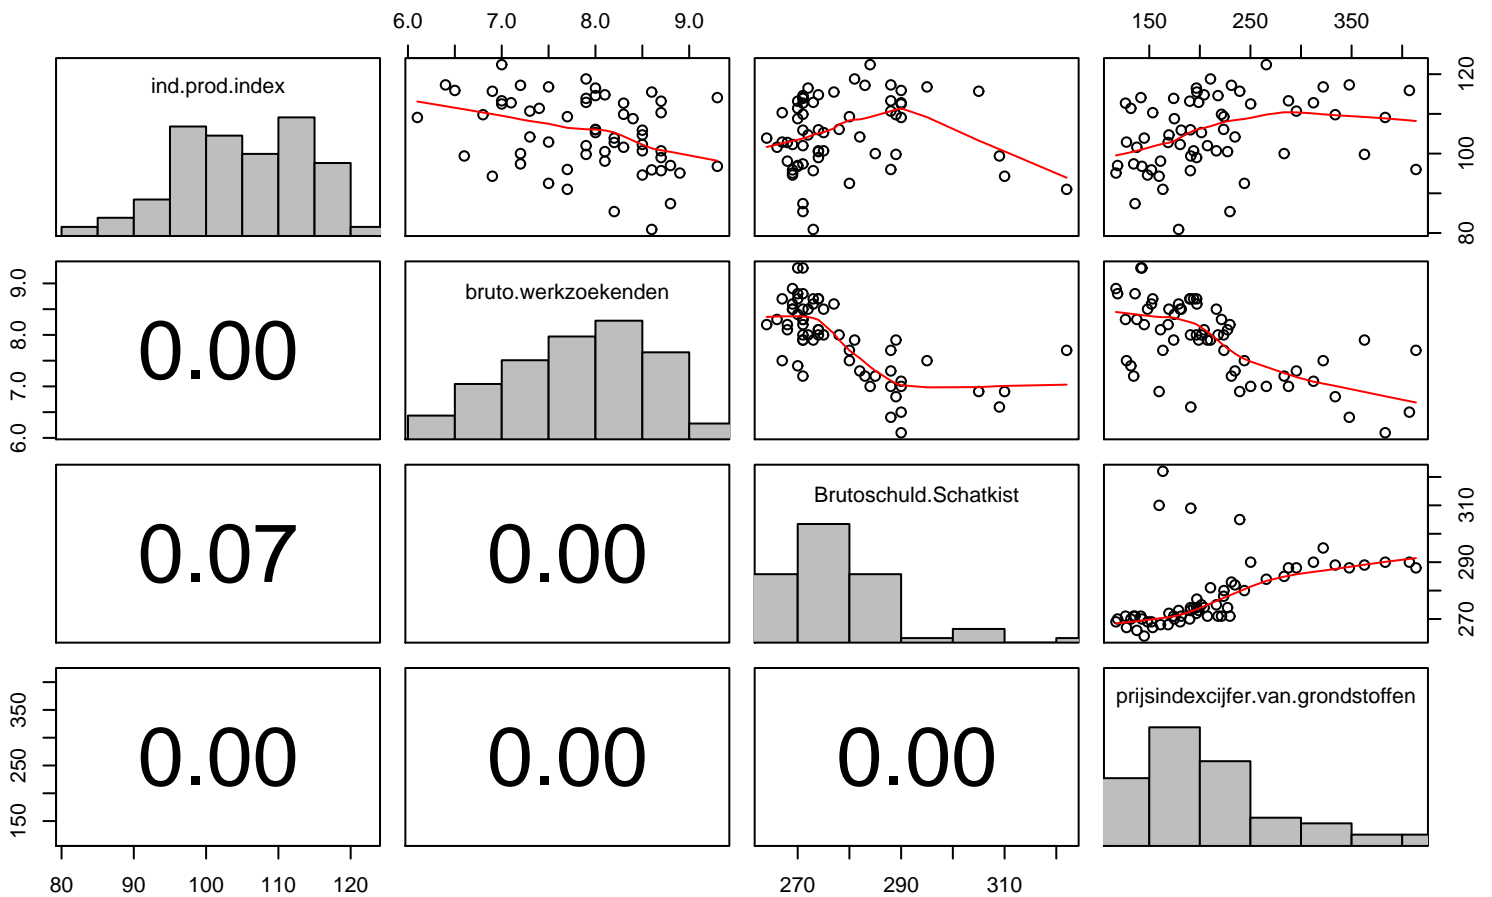 6.0 7.0 8.0 9.0 150 250 350
ind.prod.index
80 100 120
bruto.werkzoekenden
6.0 7.0 8.0 9.0
0.00
Brutoschuld.Schatkist
0.07 0.00
270 290 310
prijsindexcijfer.van.grondstoffen
150 250 350
0.00 0.00 0.00
80 90 100 110 120 270 290 310